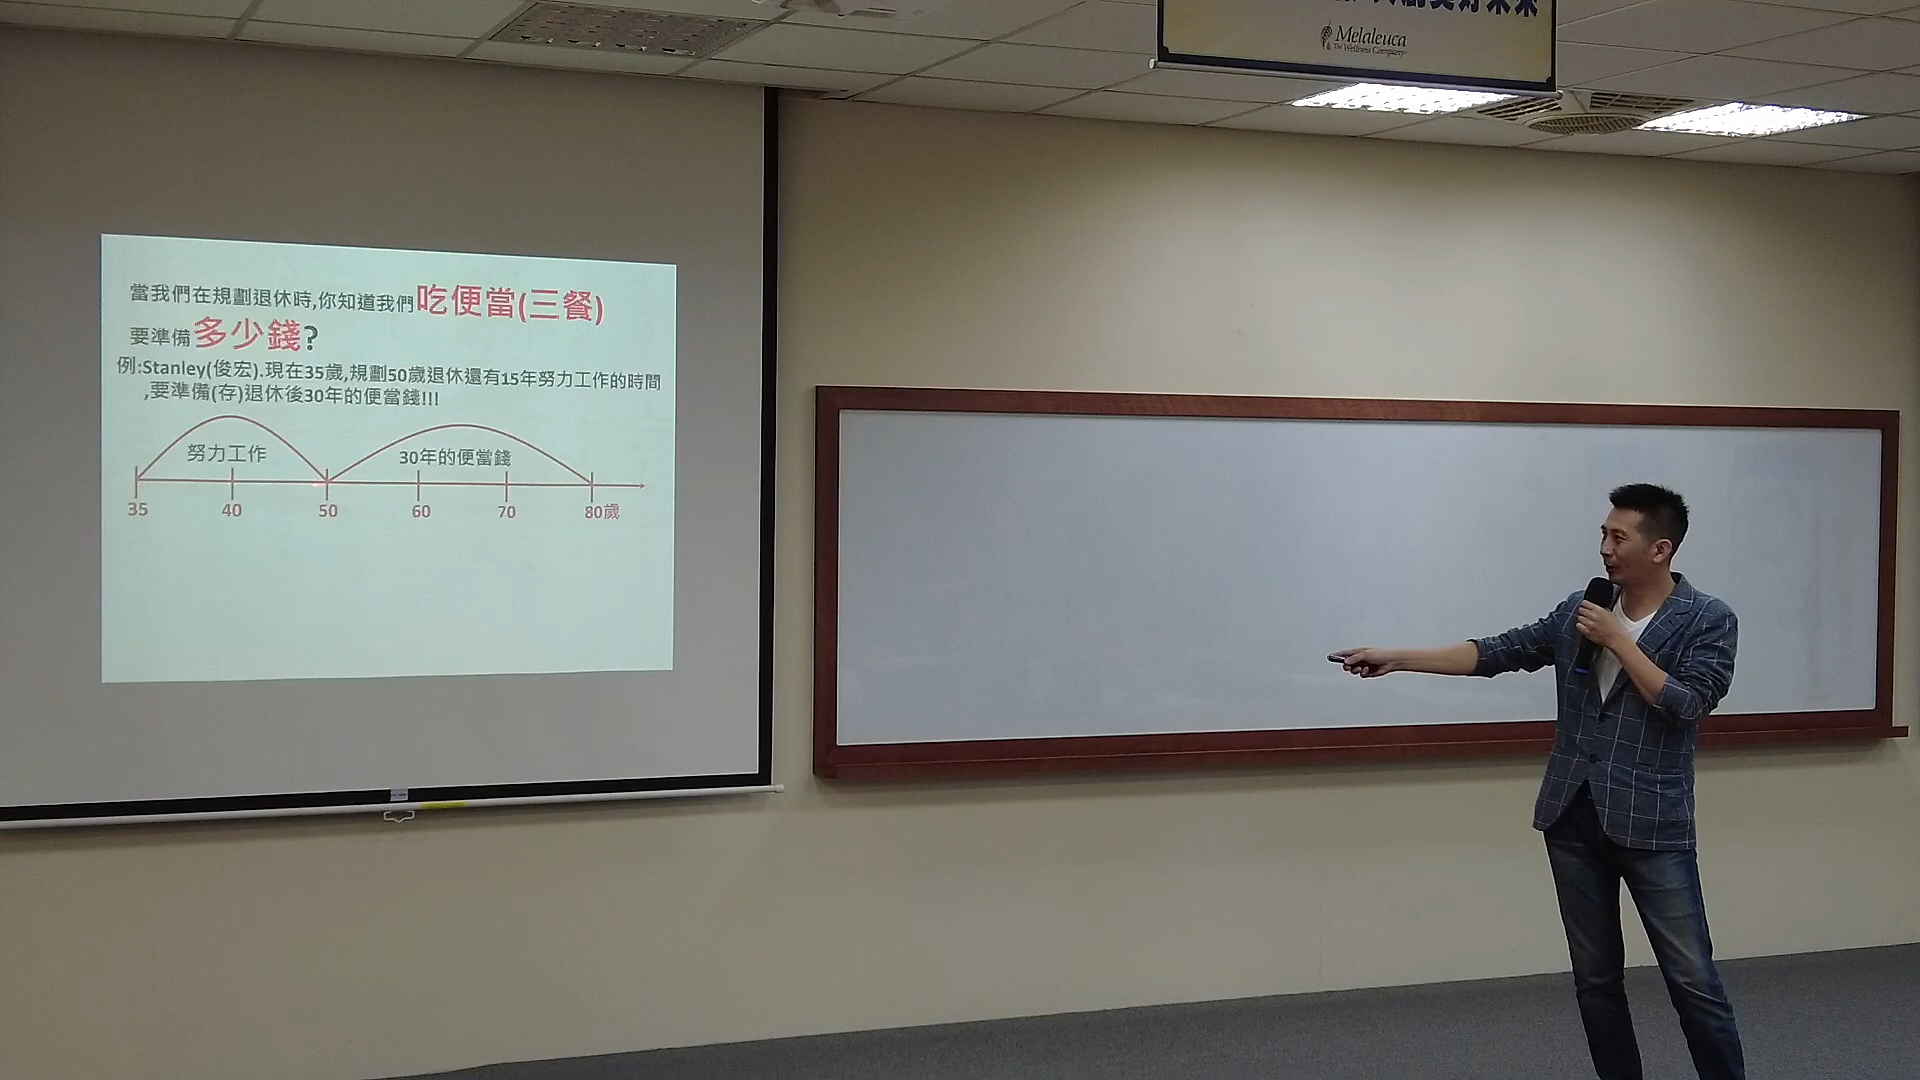 Melaleuca
The Wellness Company
當我們在規劃退休時,你知道我們吃便當(三餐)
要準備多少錢?
例:Stanley(俊宏).現在35歲,規劃50歲退休還有15年努力工作的時間
,要準備(存)退休後30年的便當錢!!!
努力工作
30年的便當錢
35 40 50 60 70 80歲